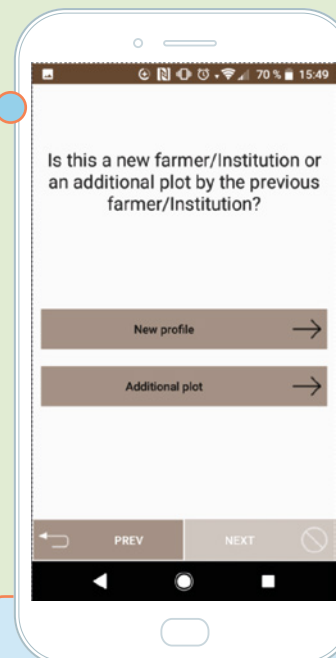 70 % 15:49
Is this a new farmer/Institution or
an additional plot by the previous
farmer/Institution?
New profile
Additional plot
PREV NEXT